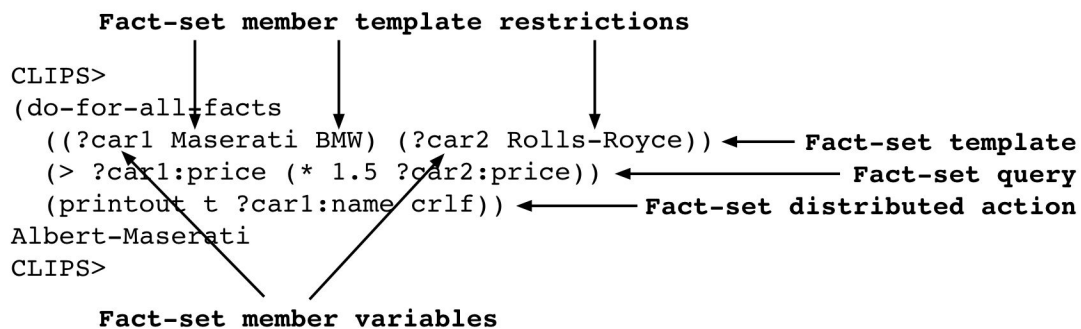 Fact-set member template restrictions
CLIPS>
(do-for-all-facts
((?car1 Maserati BMW) (?car2 Rolls-Royce)) Fact-set template
(> ?car1:price (* 1.5 ?car2:price)) Fact-set query
(printout t ?car1:name crlf)) Fact-set distributed action
Albert-Maserati
CLIPS>
Fact-set member variables